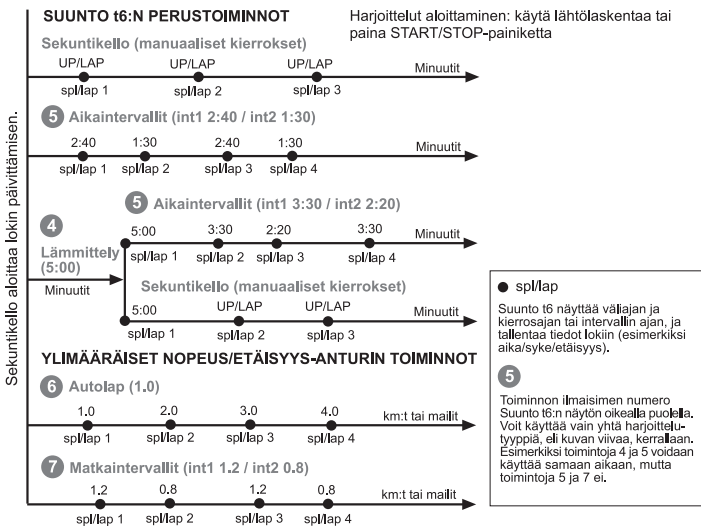 SUUNTO t6:N PERUSTOIMINNOT
Harjoittelut aloittaminen: käytä lähtölaskentaa tai
paina START/STOP-painiketta
Sekuntikello aloittaa lokin päivittämisen.
Sekuntikello (manuaaliset kierrokset)
UP/LAP UP/LAP UP/LAP Minuutit
spl/lap 1 spl/lap 2 spl/lap 3
5 Aikaintervallit (int1 2:40 / int2 1:30)
2:40 1:30 2:40 1:30 Minuutit
spl/lap 1 spl/lap 2 spl/lap 3 spl/lap 4
5 Aikaintervallit (int1 3:30 / int2 2:20)
4
Lämmittely
(5:00)
Minuutit
5:00 3:30 2:20 3:30 Minuutit
spl/lap 1 spl/lap 2 spl/lap 3 spl/lap 4
Sekuntikello (manuaaliset kierrokset)
5:00 UP/LAP UP/LAP Minuutit
spl/lap 1 spl/lap 2 spl/lap 3
YLIMÄÄRÄISET NOPEUS/ETÄISYYS-ANTURIN TOIMINNOT
6 Autolap (1.0)
1.0 2.0 3.0 4.0 km:t tai mailit
spl/lap 1 spl/lap 2 spl/lap 3 spl/lap 4
7 Matkaintervallit (int1 1.2 / int2 0.8)
1.2 0.8 1.2 0.8 km:t tai mailit
spl/lap 1 spl/lap 2 spl/lap 3 spl/lap 4
spl/lap
Suunto t6 näyttää väliajan ja
kierrosajan tai intervallin ajan, ja
tallentaa tiedot lokiin (esimerkiksi
aika/syke/etäisyys).
5
Toiminnon ilmaisimen numero
Suunto t6:n näytön oikealla puolella.
Voit käyttää vain yhtä harjoittelu-
tyyppiä, eli kuvan viivaa, kerrallaan.
Esimerkiksi toimintoja 4 ja 5 voidaan
käyttää samaan aikaan, mutta
toimintoja 5 ja 7 ei.